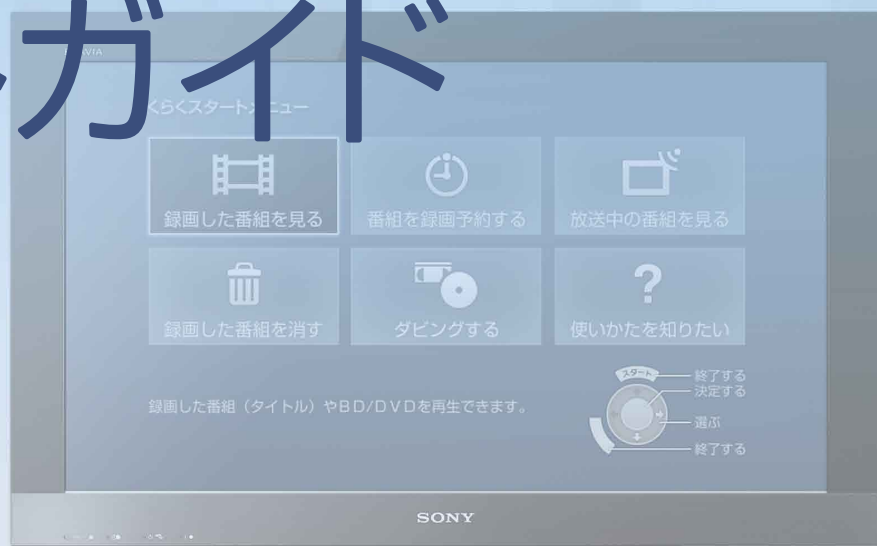 ガイド
くらくスタートメニュー
録画した番組を見る
番組を録画予約する
放送中の番組を見る
録画した番組を消す
ダビングする
?
使いかたを知りたい
録画した番組（タイトル）やBD/DVDを再生できます。
スタート
終了する
決定する
選ぶ
終了する
SONY